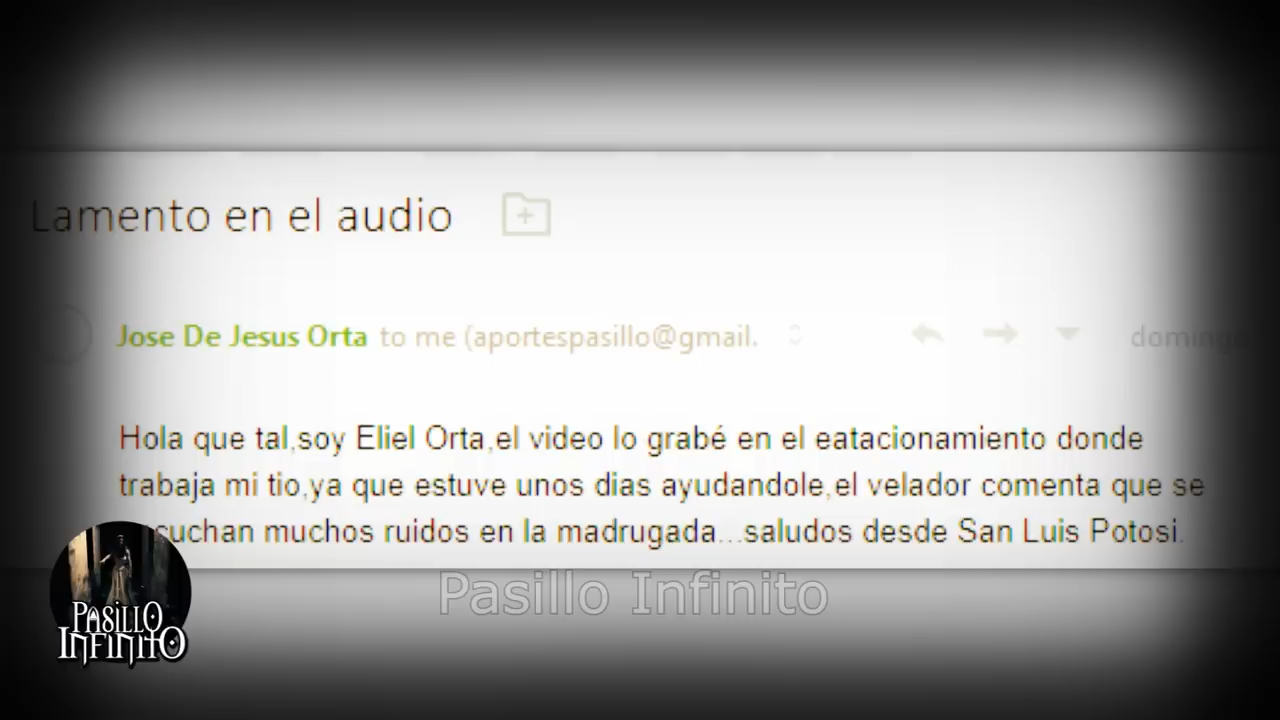 Lamento en el audio
Jose De Jesus Orta to me (aportespasillo@gmail.
domingo
Hola que tal,soy Eliel Orta,el video lo grabé en el eatacionamiento donde
trabaja mi tio,ya que estuve unos dias ayudandole,el velador comenta que se
cuchan muchos ruidos en la madrugada...saludos desde San Luis Potosi.
Pasillo Infinito
PASILLO
INFINITO